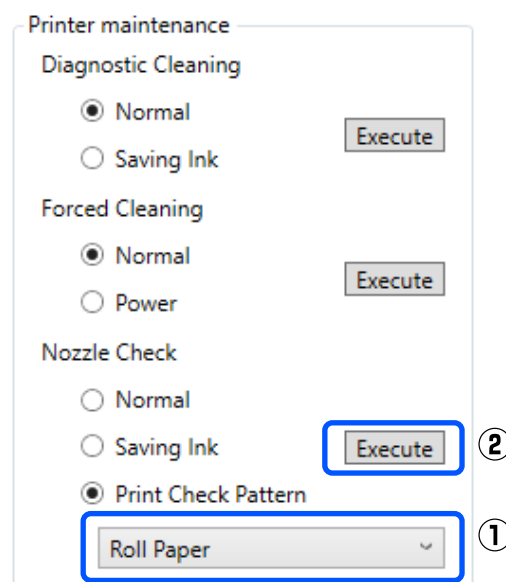 Printer maintenance
Diagnostic Cleaning
Normal
Execute
Saving Ink
Forced Cleaning
Normal
Execute
Power
Nozzle Check
Normal
Saving Ink
Execute
②
Print Check Pattern
Roll Paper
①